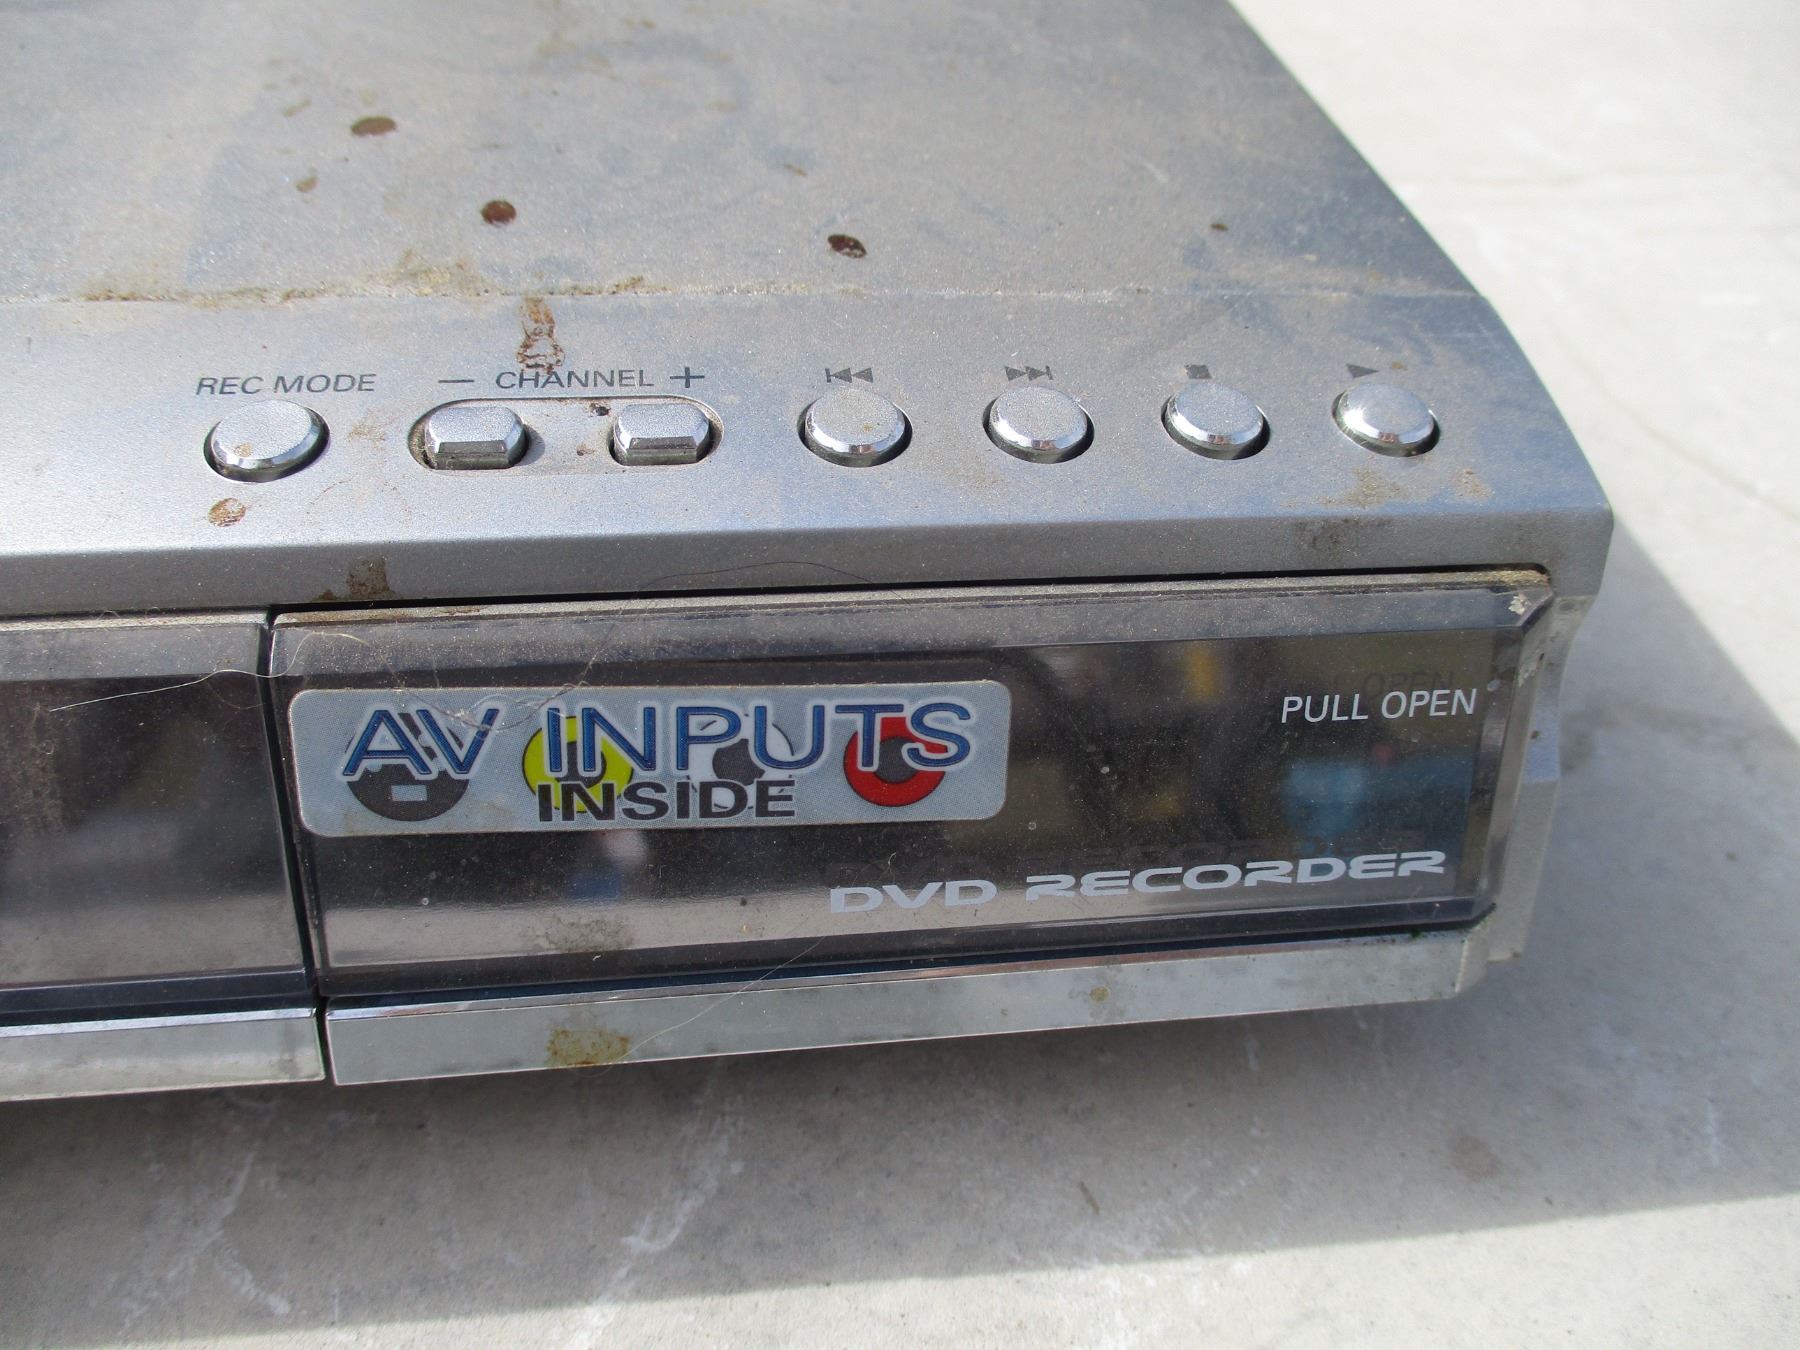 REC MODE
— CHANNEL +
AV INPUTS
INSIDE
PULL OPEN
DVD RECORDER